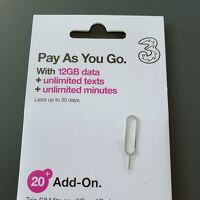 Pay As You Go.
3
With 12GB data
+ unlimited texts
+ unlimited minutes
Lasts up to 30 days.
20+ Add-On.